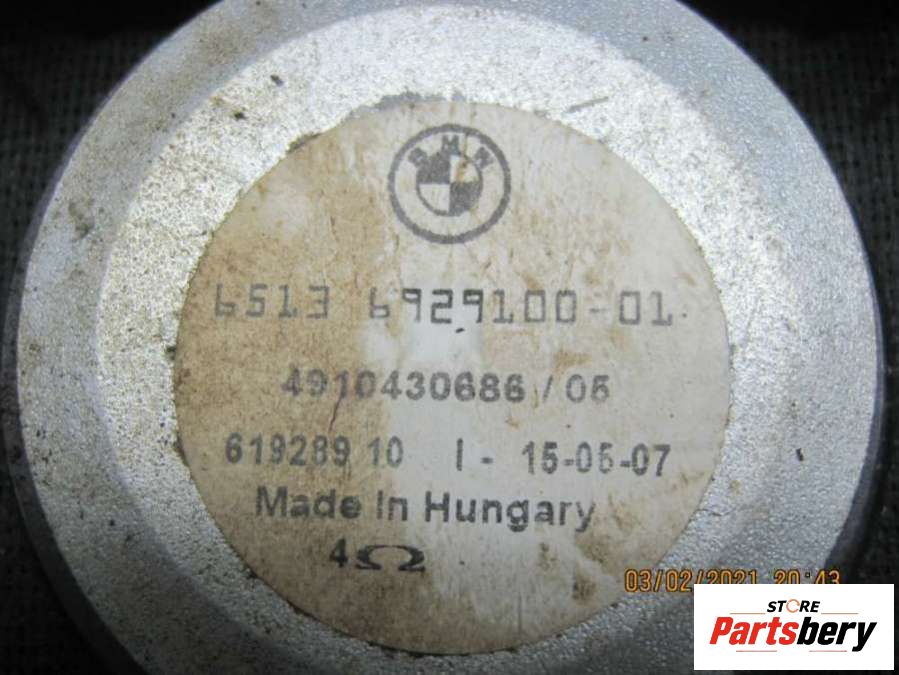 BMW
6513 6929100-01
4910430686 / 05
619289 10 I - 15-05-07
Made In Hungary
4Ω
03/02/2021 20:43
STORE
Partsbery